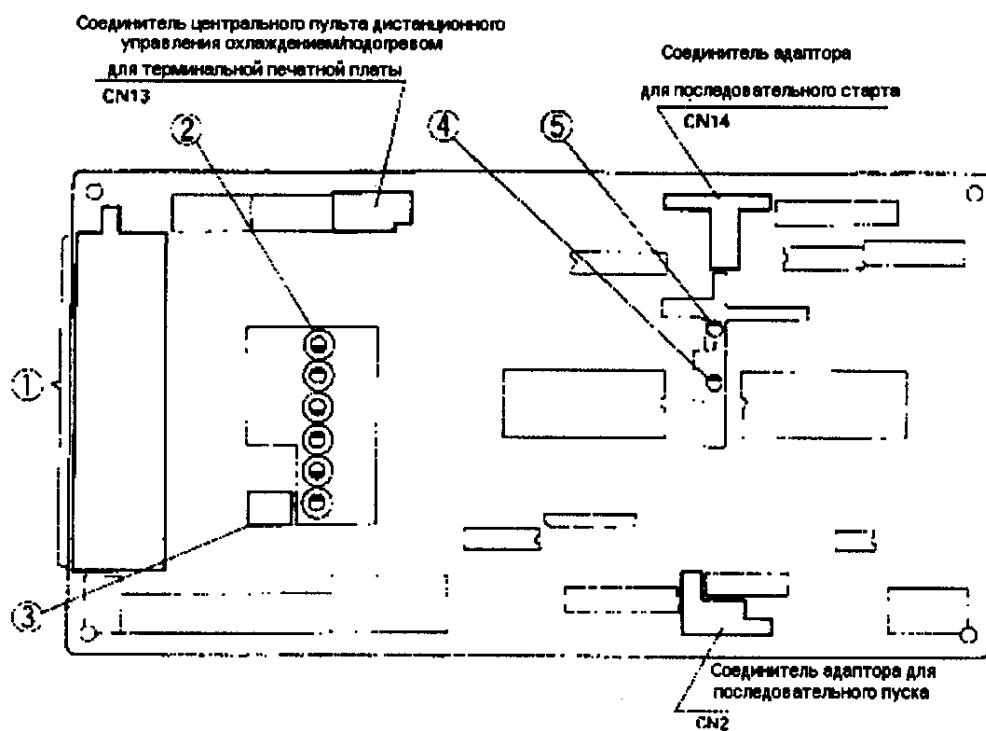 Соединитель центрального пульта дистанционного
управления охлаждением/подогревом
для терминальной печатной платы
CN13
Соединитель адаптора
для последовательного старта
CN14
2
4
5
1
3
Соединитель адаптора для
последовательного пуска
CN2